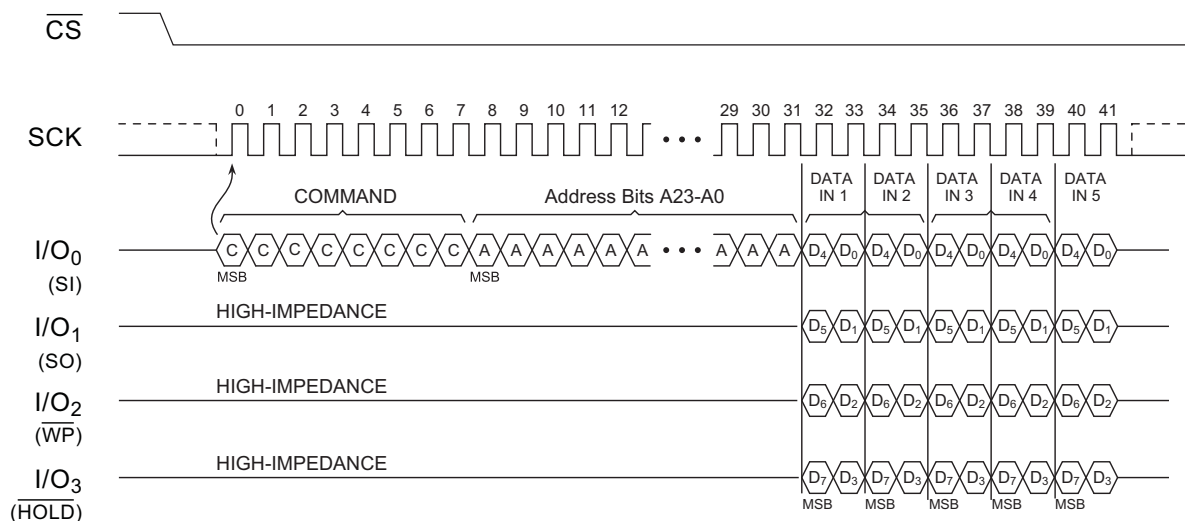 CS
SCK
0 1 2 3 4 5 6 7 8 9 10 11 12 29 30 31 32 33 34 35 36 37 38 39 40 41
COMMAND
Address Bits A23-A0
DATA IN 1
DATA IN 2
DATA IN 3
DATA IN 4
DATA IN 5
I/O0
(SI)
C C C C C C C C A A A A A A A A A D4 D0 D4 D0 D4 D0 D4 D0 D4 D0
MSB MSB
I/O1
(SO)
HIGH-IMPEDANCE
D5 D1 D5 D1 D5 D1 D5 D1 D5 D1
I/O2
(WP)
HIGH-IMPEDANCE
D6 D2 D6 D2 D6 D2 D6 D2 D6 D2
I/O3
(HOLD)
HIGH-IMPEDANCE
D7 D3 D7 D3 D7 D3 D7 D3 D7 D3
MSB MSB MSB MSB MSB